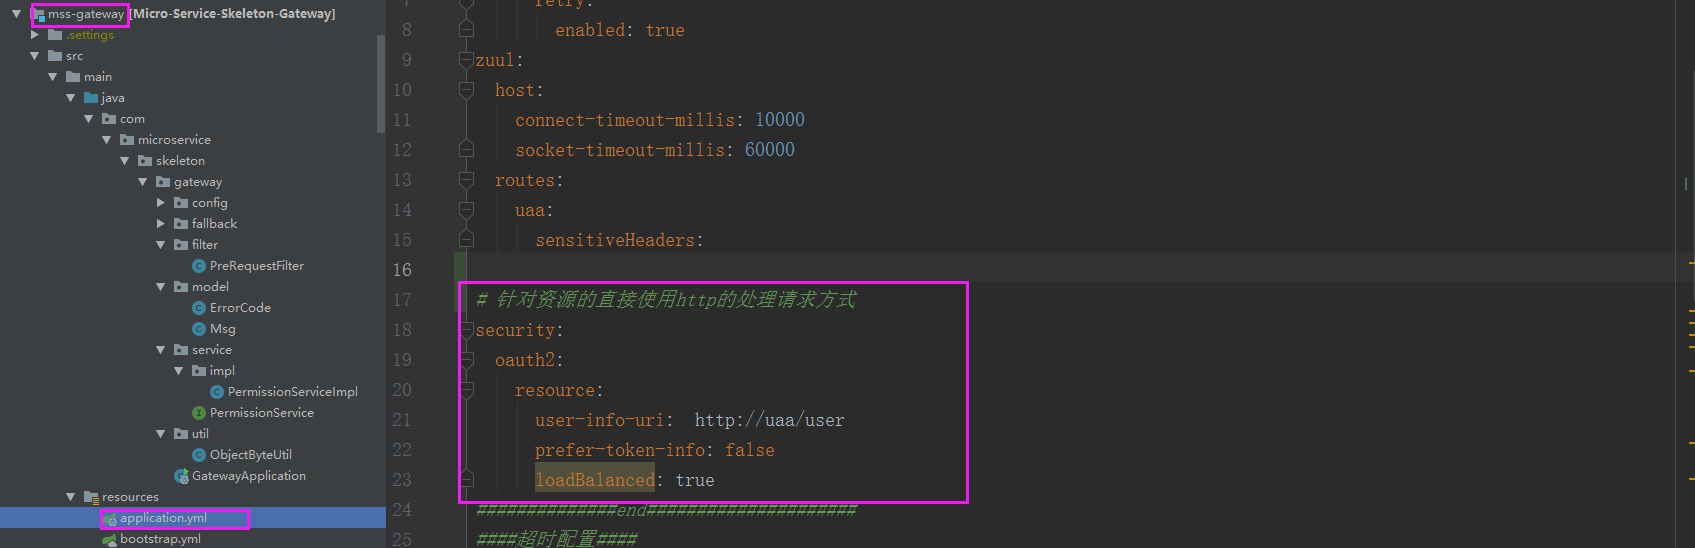 mss-gateway [Micro-Service-Skeleton-Gateway]
.settings
src
main
java
com
microservice
skeleton
gateway
config
fallback
filter
PreRequestFilter
model
ErrorCode
Msg
service
impl
PermissionServiceImpl
PermissionService
util
ObjectByteUtil
GatewayApplication
resources
application.yml
bootstrap.yml
7 retry:
8 enabled: true
9 zuul:
10 host:
11 connect-timeout-millis: 10000
12 socket-timeout-millis: 60000
13 routes:
14 uaa:
15 sensitiveHeaders:
16
17 # 针对资源的直接使用http的处理请求方式
18 security:
19 oauth2:
20 resource:
21 user-info-uri: http://uaa/user
22 prefer-token-info: false
23 loadBalanced: true
24 ##############end#####################
25 ####超时配置####